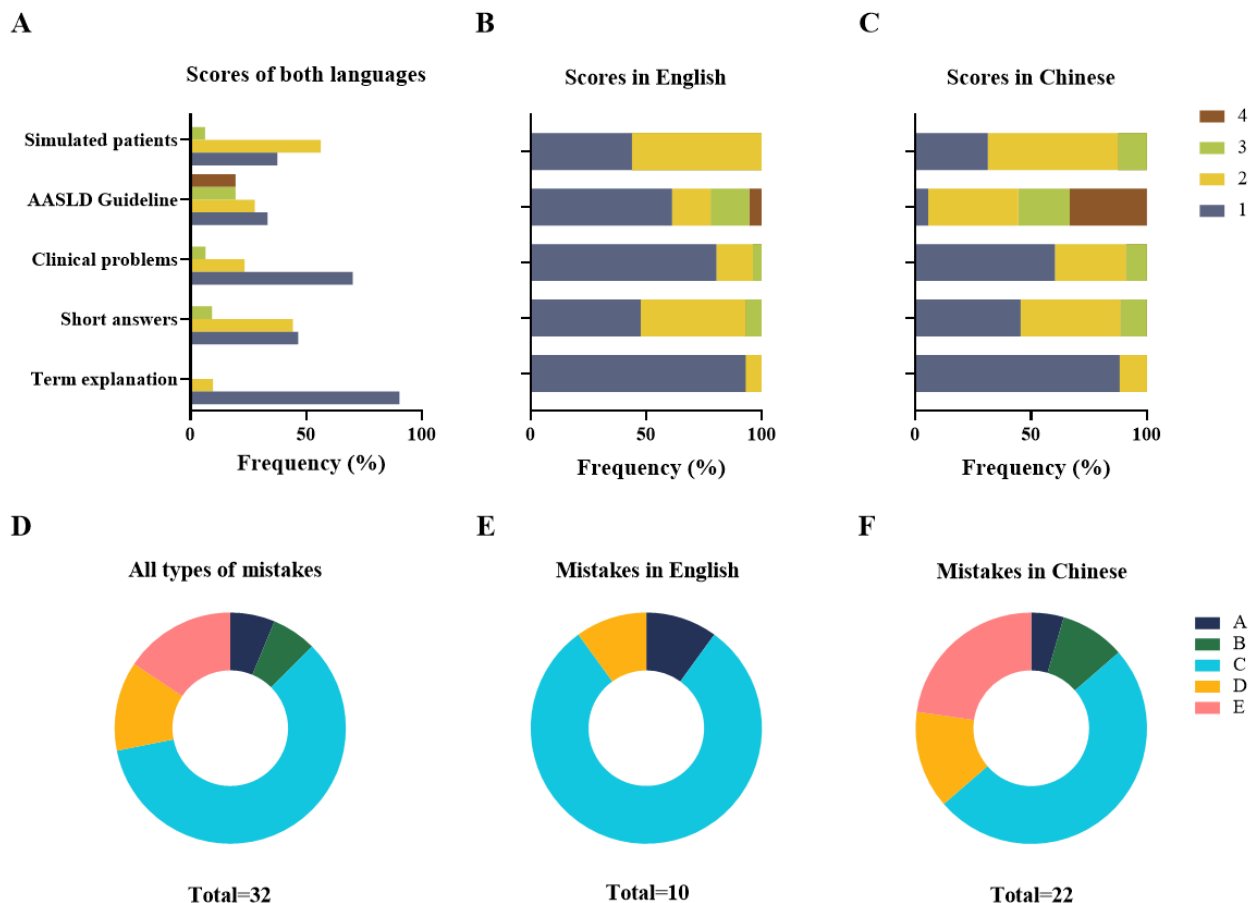 A
B
C
Scores of both languages
Scores in English
Scores in Chinese
Simulated patients
AASLD Guideline
Clinical problems
Short answers
Term explanation
0 50 100
Frequency (%)
0 50 100
Frequency (%)
0 50 100
Frequency (%)
4
3
2
1
D
E
F
All types of mistakes
Mistakes in English
Mistakes in Chinese
A
B
C
D
E
Total=32
Total=10
Total=22